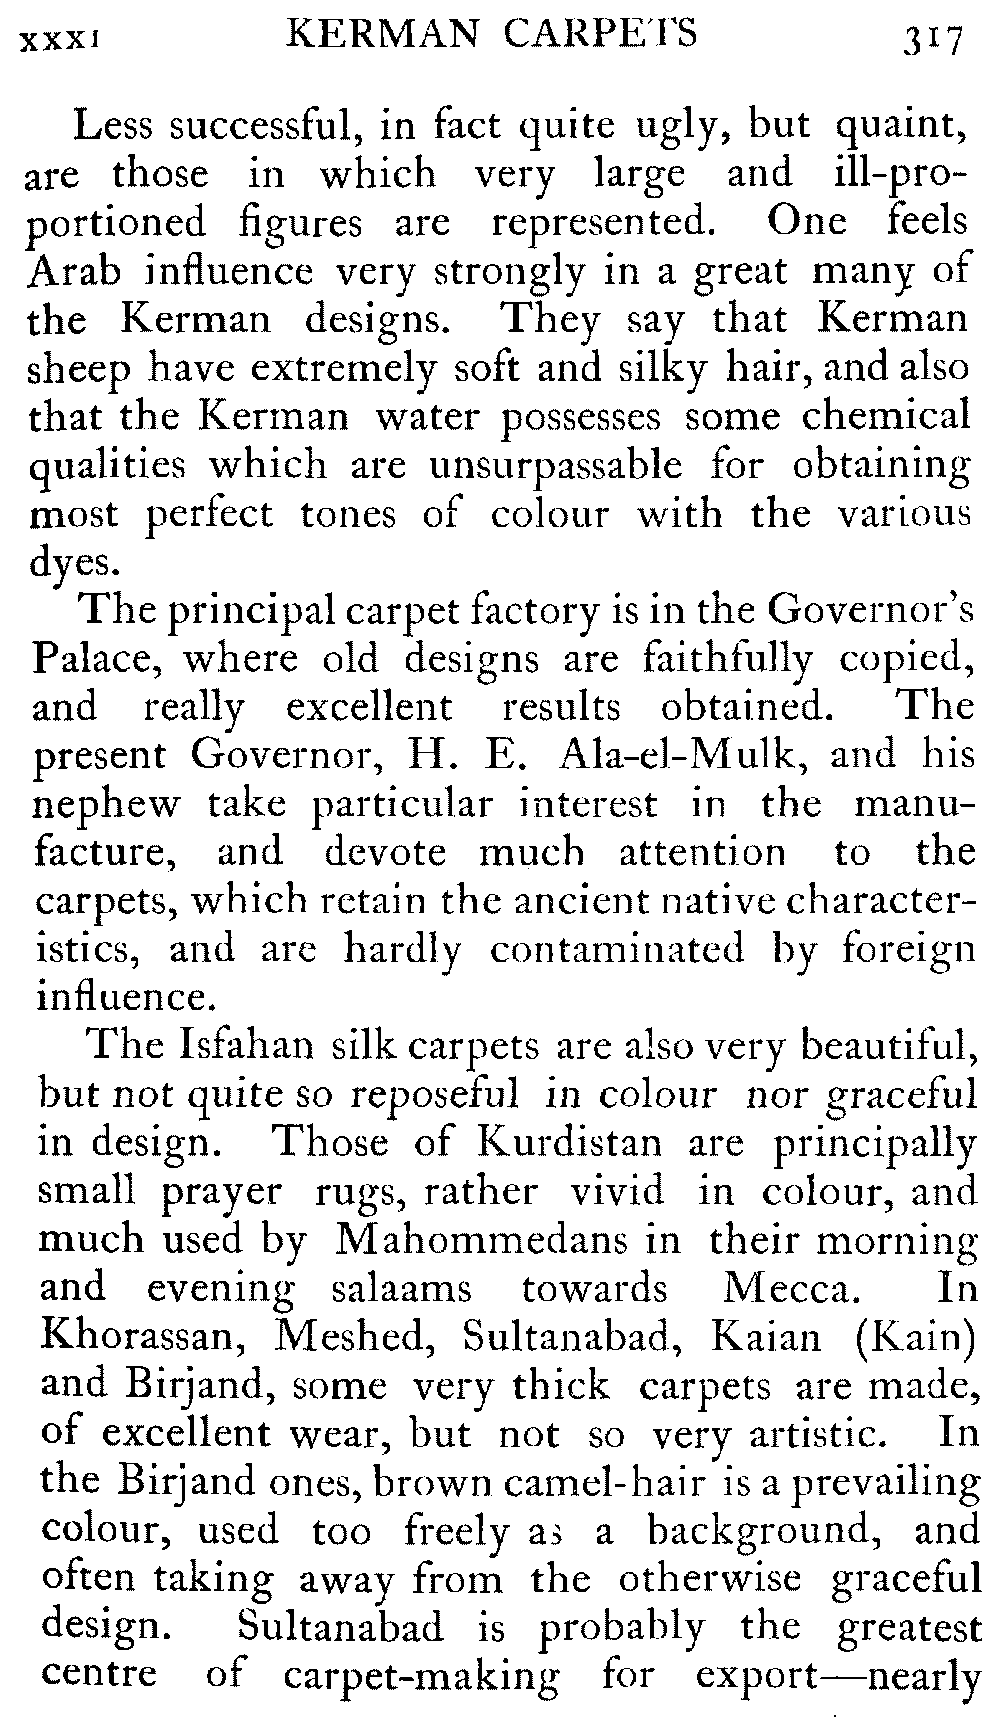 xxxi KERMAN CARPETS 317
Less successful, in fact quite ugly, but quaint,
are those in which very large and ill-pro-
portioned figures are represented. One feels
Arab influence very strongly in a great many of
the Kerman designs. They say that Kerman
sheep have extremely soft and silky hair, and also
that the Kerman water possesses some chemical
qualities which are unsurpassable for obtaining
most perfect tones of colour with the various
dyes.
The principal carpet factory is in the Governor's
Palace, where old designs are faithfully copied,
and really excellent results obtained. The
present Governor, H. E. Ala-el-Mulk, and his
nephew take particular interest in the manu-
facture, and devote much attention to the
carpets, which retain the ancient native character-
istics, and are hardly contaminated by foreign
influence.
The Isfahan silk carpets are also very beautiful,
but not quite so reposeful in colour nor graceful
in design. Those of Kurdistan are principally
small prayer rugs, rather vivid in colour, and
much used by Mahommedans in their morning
and evening salaams towards Mecca. In
Khorassan, Meshed, Sultanabad, Kaian (Kain)
and Birjand, some very thick carpets are made,
of excellent wear, but not so very artistic. In
the Birjand ones, brown camel-hair is a prevailing
colour, used too freely as a background, and
often taking away from the otherwise graceful
design. Sultanabad is probably the greatest
centre of carpet-making for export—nearly